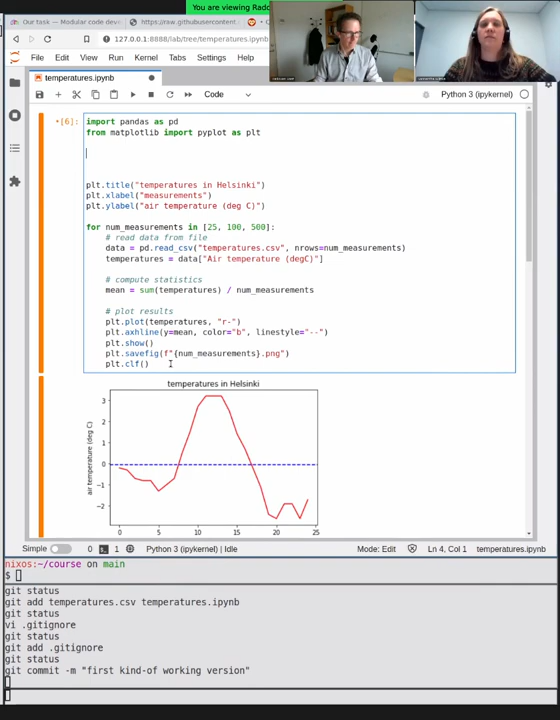 You are viewing Rado
Our task — Modular code dev
https://raw.githubusercontent
127.0.0.1:8888/lab/tree/temperatures.ipynb
File Edit View Run Kernel Tabs Settings Help
temperatures.ipynb
Code
Python 3 (ipykernel)
[6]:
import pandas as pd
from matplotlib import pyplot as plt
plt.title("temperatures in Helsinki")
plt.xlabel("measurements")
plt.ylabel("air temperature (deg C)")
for num_measurements in [25, 100, 500]:
# read data from file
data = pd.read_csv("temperatures.csv", nrows=num_measurements)
temperatures = data["Air temperature (degC)"]
# compute statistics
mean = sum(temperatures) / num_measurements
# plot results
plt.plot(temperatures, "r-")
plt.axhline(y=mean, color="b", linestyle="--")
plt.show()
plt.savefig(f"{num_measurements}.png")
plt.clf()
temperatures in Helsinki
air temperature (deg C)
3
2
1
0
−1
−2
0 5 10 15 20 25
Simple 0 1 Python 3 (ipykernel) | Idle Mode: Edit Ln 4, Col 1 temperatures.ipynb
nixos:~/course on main
$
git status
git add temperatures.csv temperatures.ipynb
git status
vi .gitignore
git status
git add .gitignore
git status
git commit -m "first kind-of working version"